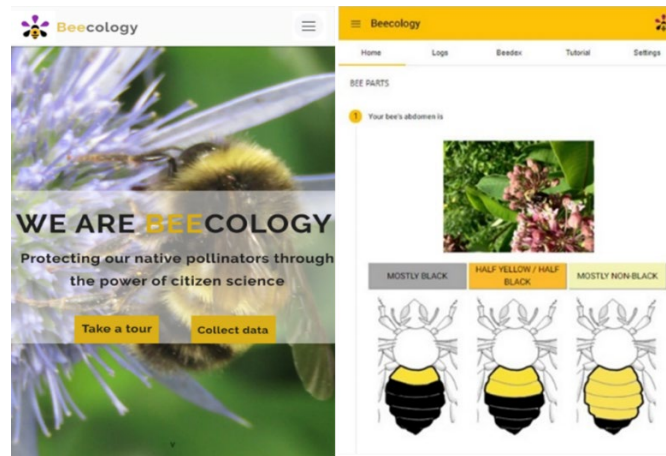 Beecology
WE ARE BEECOLOGY
Protecting our native pollinators through
the power of citizen science
Take a tour
Collect data
Beecology
Home
Logs
Beedex
Tutorial
Settings
BEE PARTS
1 Your bee's abdomen is
MOSTLY BLACK
HALF YELLOW / HALF
BLACK
MOSTLY NON-BLACK